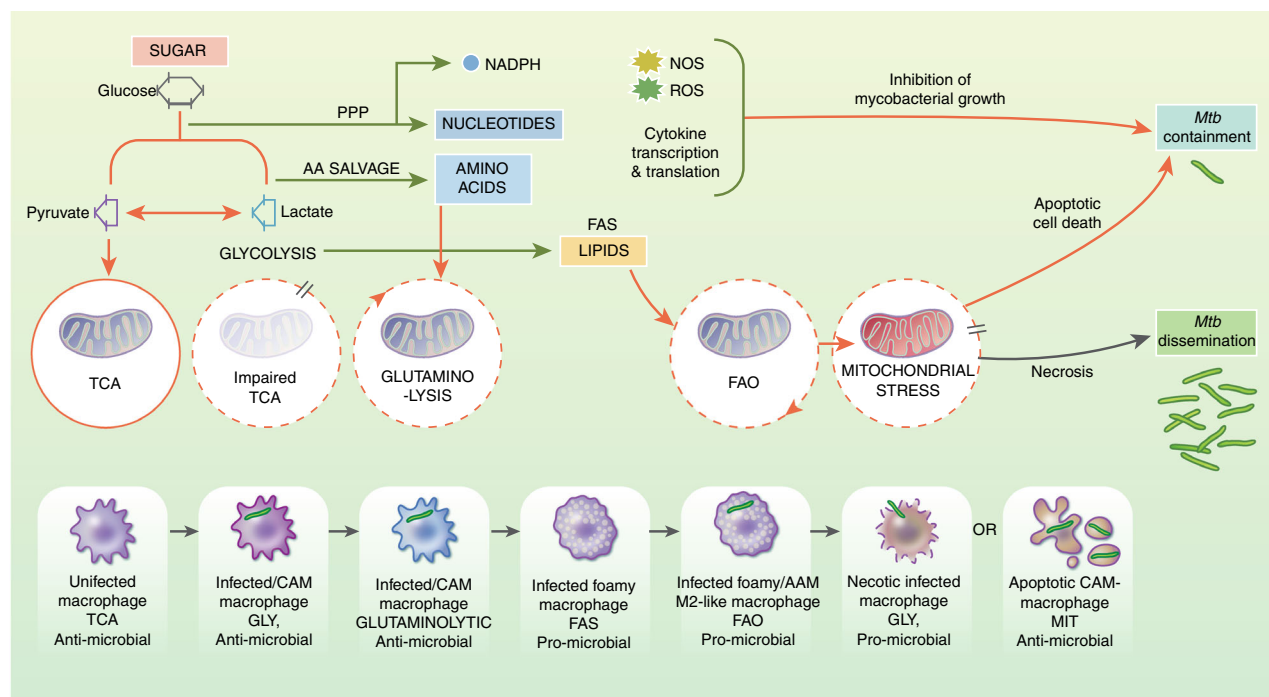 SUGAR
Glucose
PPP
NADPH
NUCLEOTIDES
AA SALVAGE
AMINO
ACIDS
Pyruvate
Lactate
GLYCOLYSIS
FAS
LIPIDS
NOS
ROS
Cytokine
transcription
& translation
Inhibition of
mycobacterial growth
Mtb
containment
Apoptotic
cell death
Mtb
dissemination
Necrosis
TCA
Impaired
TCA
GLUTAMINO
-LYSIS
FAO
MITOCHONDRIAL
STRESS
Unifected
macrophage
TCA
Anti-microbial
Infected/CAM
macrophage
GLY,
Anti-microbial
Infected/CAM
macrophage
GLUTAMINOLYTIC
Anti-microbial
Infected foamy
macrophage
FAS
Pro-microbial
Infected foamy/AAM
M2-like macrophage
FAO
Pro-microbial
Necotic infected
macrophage
GLY,
Pro-microbial
OR
Apoptotic CAM-
macrophage
MIT
Anti-microbial